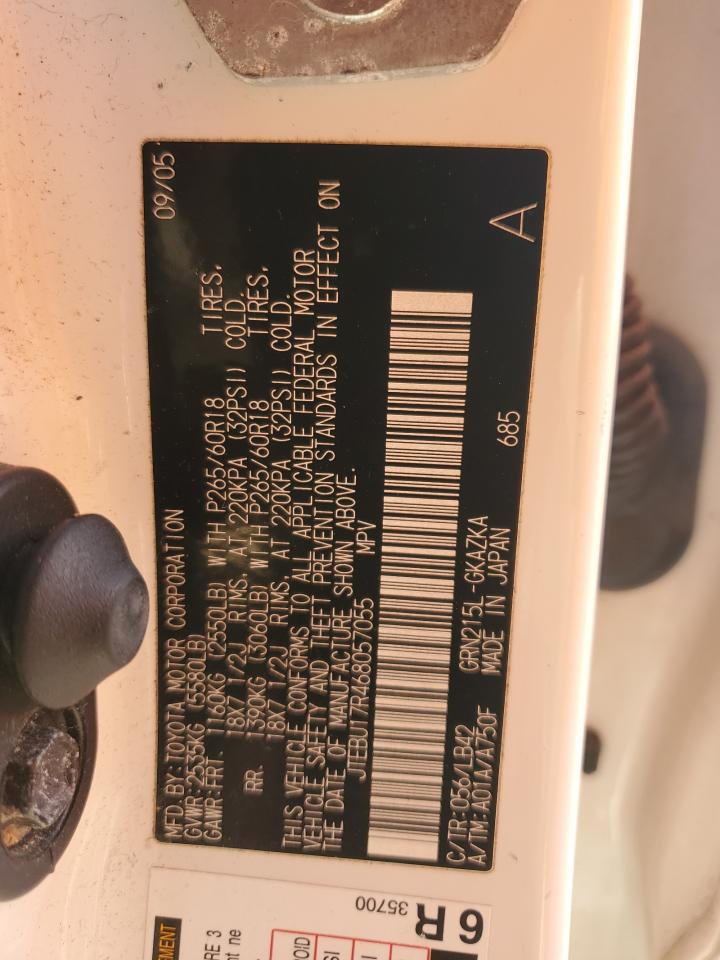 MFD BY: TOYOTA MOTOR CORPORATION 09/05
GVWR: 2535KG (5580LB)
GAWR: FRT. 1160KG (2550LB) WITH P265/60R18 TIRES,
18X7 1/2J RIMS, AT 220KPA (32PSI) COLD.
RR. 1390KG (3060LB) WITH P265/60R18 TIRES,
18X7 1/2J RIMS, AT 220KPA (32PSI) COLD.
THIS VEHICLE CONFORMS TO ALL APPLICABLE FEDERAL MOTOR
VEHICLE SAFETY AND THEFT PREVENTION STANDARDS IN EFFECT ON
THE DATE OF MANUFACTURE SHOWN ABOVE.
JTEBU17R468057055 MPV
C/TR:056/LB42 GRN215L-GKAZKA 685 A
A/TM:A01A/A750F MADE IN JAPAN
6R
35700